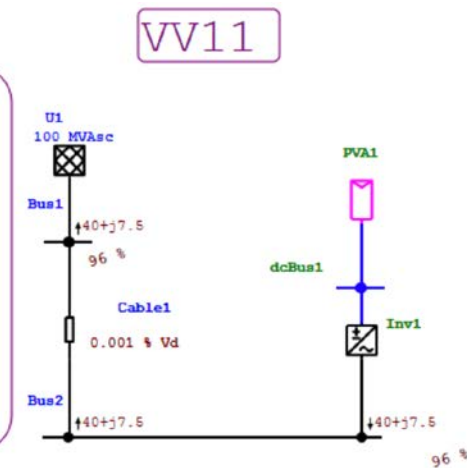 VV11
U1
100 MVAsc
PVA1
Bus1
40+j7.5
96 %
dcBus1
Cable1
Inv1
0.001 % Vd
Bus2
40+j7.5
40+j7.5
96 %